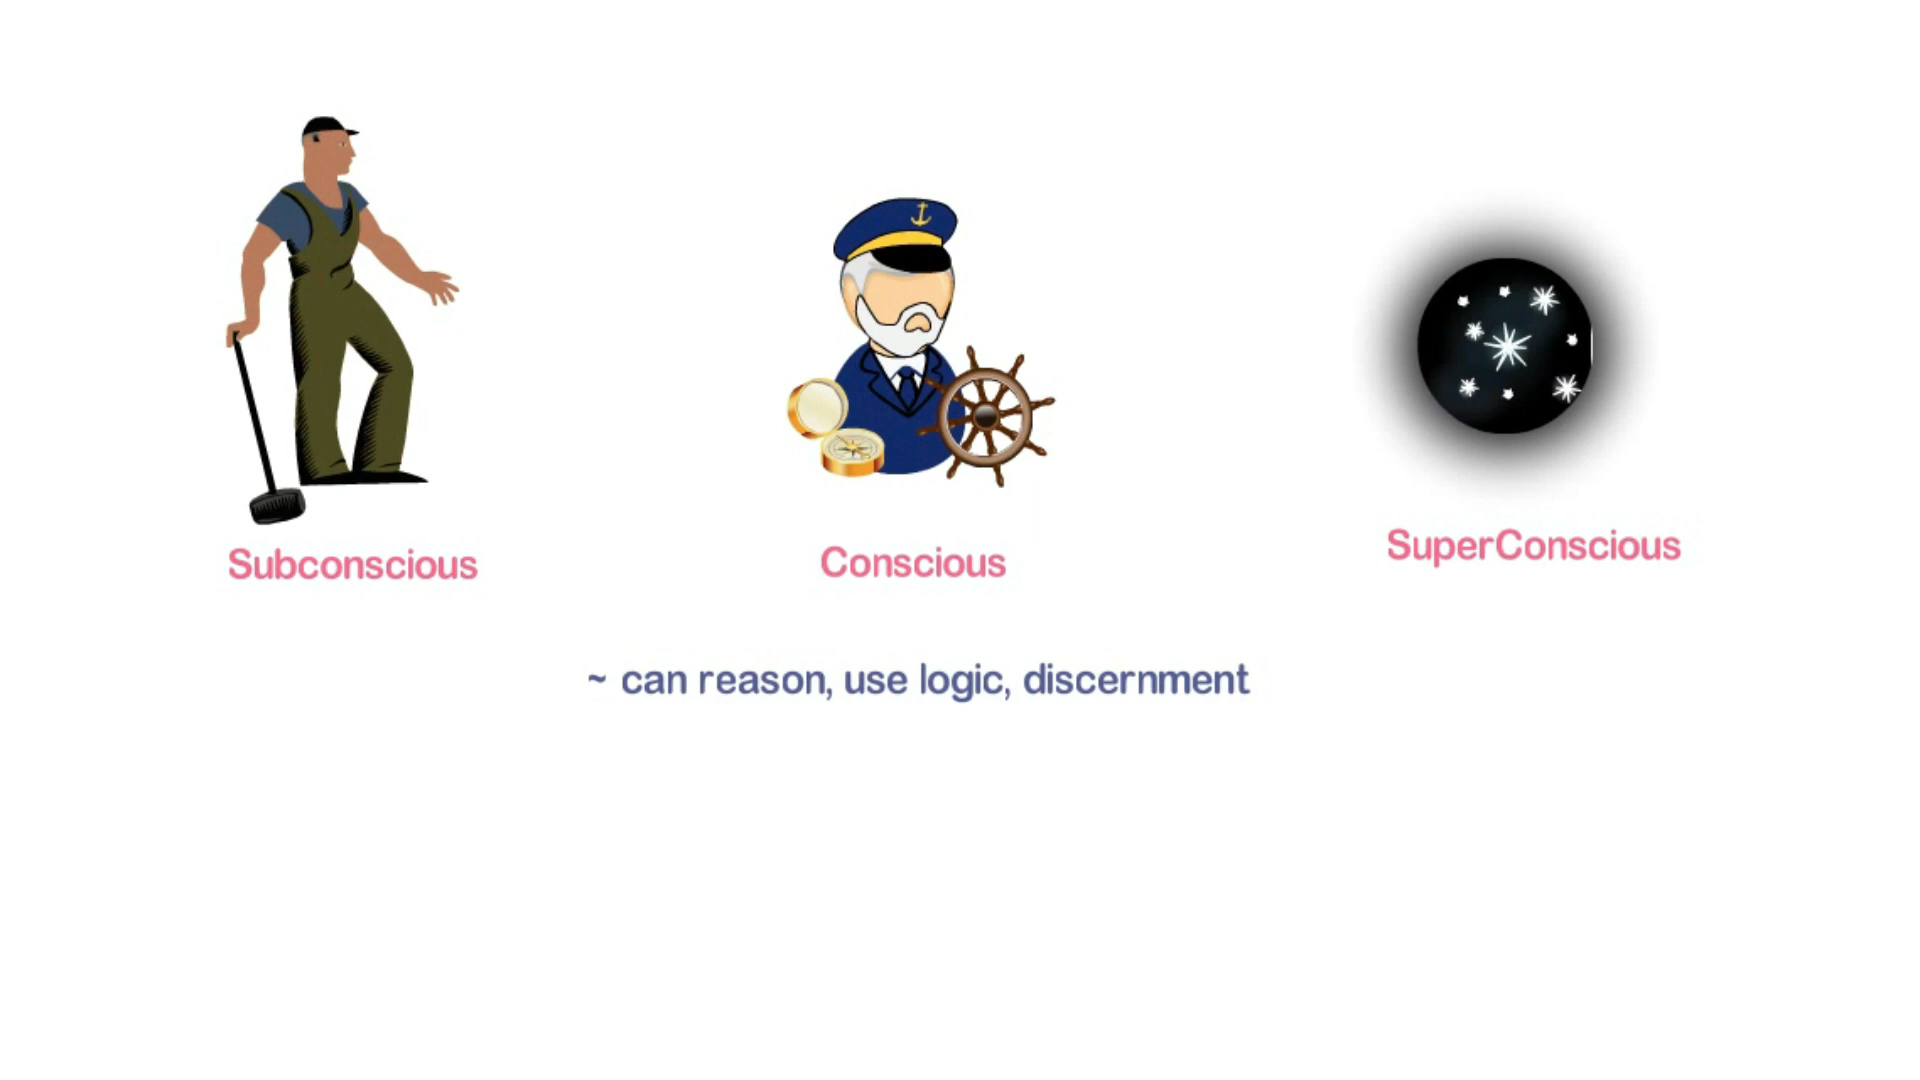 Subconscious
Conscious
SuperConscious
~ can reason, use logic, discernment